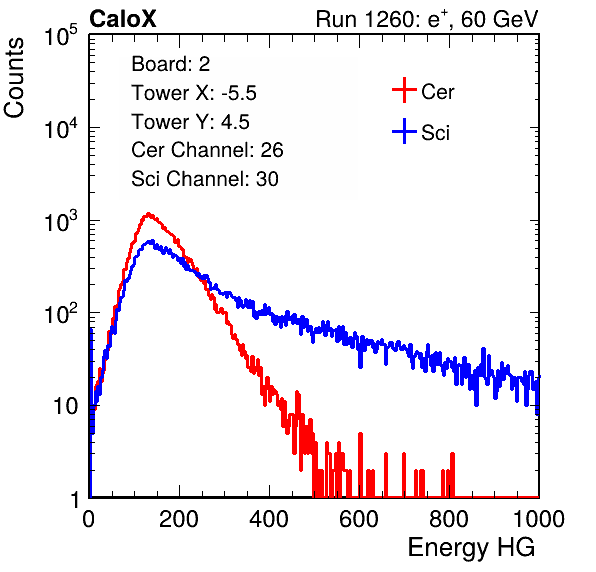 CaloX Run 1260: e⁺, 60 GeV
Counts
10⁵
10⁴
10³
10²
10
1
Board: 2
Tower X: -5.5
Tower Y: 4.5
Cer Channel: 26
Sci Channel: 30
Cer
Sci
0 200 400 600 800 1000
Energy HG